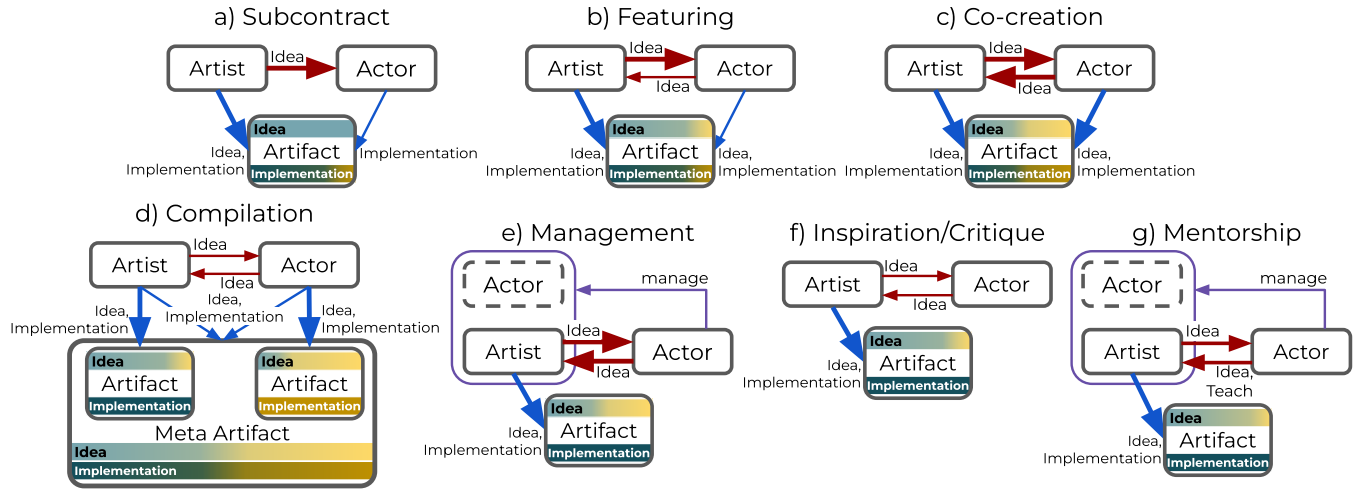 a) Subcontract
Artist
Idea
Actor
Idea,
Implementation
Implementation
Idea
Artifact
Implementation
b) Featuring
Artist
Idea
Idea
Actor
Idea,
Implementation
Idea,
Implementation
Idea
Artifact
Implementation
c) Co-creation
Artist
Idea
Idea
Actor
Idea,
Implementation
Idea,
Implementation
Idea
Artifact
Implementation
d) Compilation
Artist
Idea
Idea
Actor
Idea,
Implementation
Idea,
Implementation
Idea,
Implementation
Idea
Artifact
Implementation
Idea
Artifact
Implementation
Meta Artifact
Idea
Implementation
e) Management
Actor
manage
Artist
Idea
Idea
Actor
Idea,
Implementation
Idea
Artifact
Implementation
f) Inspiration/Critique
Artist
Idea
Idea
Actor
Idea,
Implementation
Idea
Artifact
Implementation
g) Mentorship
Actor
manage
Artist
Idea
Idea,
Teach
Actor
Idea,
Implementation
Idea
Artifact
Implementation